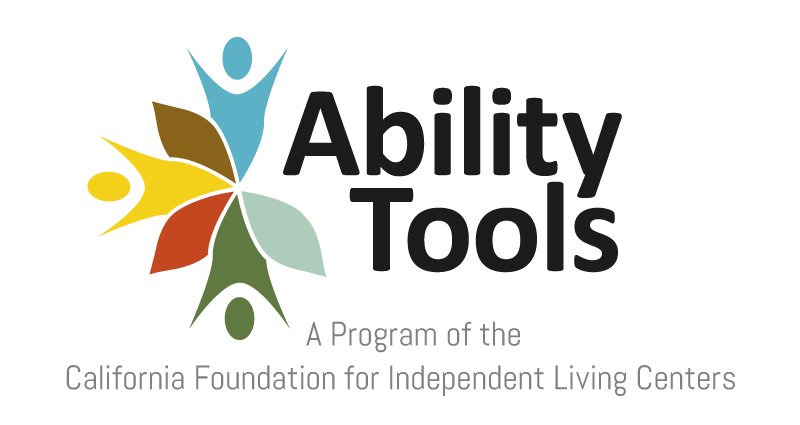 Ability
Tools
A Program of the
California Foundation for Independent Living Centers